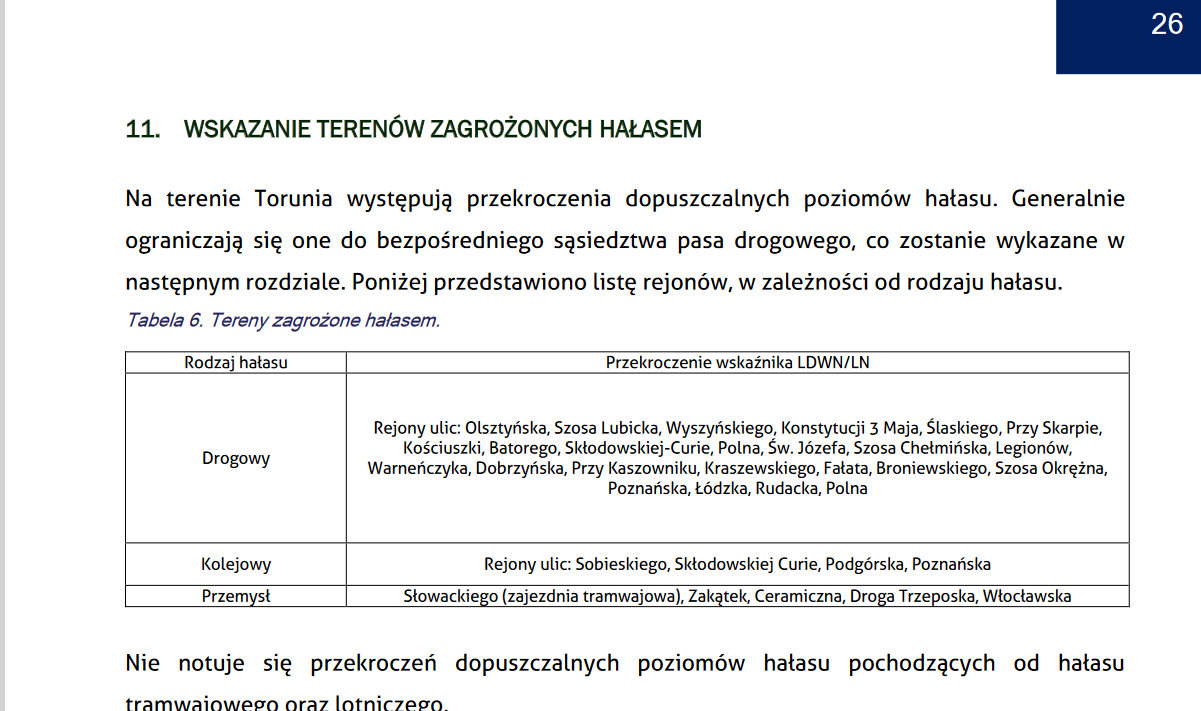 26
11. WSKAZANIE TERENÓW ZAGROŻONYCH HAŁASEM
Na terenie Torunia występują przekroczenia dopuszczalnych poziomów hałasu. Generalnie
ograniczają się one do bezpośredniego sąsiedztwa pasa drogowego, co zostanie wykazane w
następnym rozdziale. Poniżej przedstawiono listę rejonów, w zależności od rodzaju hałasu.
Tabela 6. Tereny zagrożone hałasem.
Rodzaj hałasu Przekroczenie wskaźnika LDWN/LN
Rejony ulic: Olsztyńska, Szosa Lubicka, Wyszyńskiego, Konstytucji 3 Maja, Ślaskiego, Przy Skarpie,
Kościuszki, Batorego, Skłodowskiej-Curie, Polna, Św. Józefa, Szosa Chełmińska, Legionów,
Drogowy
Warneńczyka, Dobrzyńska, Przy Kaszowniku, Kraszewskiego, Fałata, Broniewskiego, Szosa Okrężna,
Poznańska, Łódzka, Rudacka, Polna
Kolejowy Rejony ulic: Sobieskiego, Skłodowskiej Curie, Podgórska, Poznańska
Przemysł Słowackiego (zajezdnia tramwajowa), Zakątek, Ceramiczna, Droga Trzeposka, Włocławska
Nie notuje się przekroczeń dopuszczalnych poziomów hałasu pochodzących od hałasu
tramwajowego oraz lotniczego.